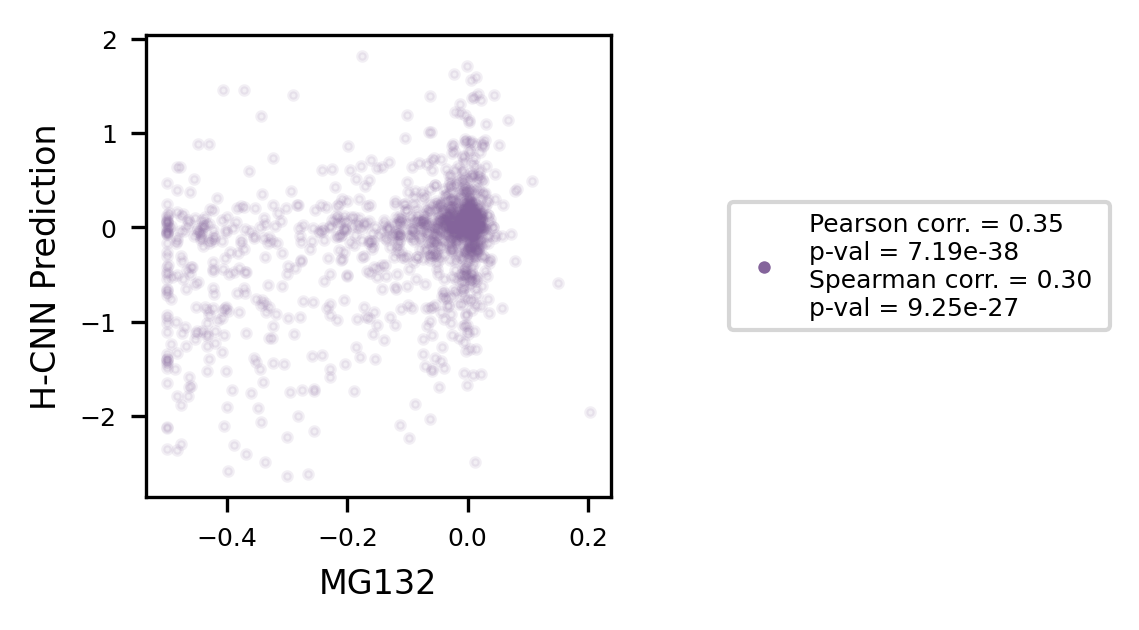 2
1
0
−1
−2
H-CNN Prediction
−0.4
−0.2
0.0
0.2
MG132
Pearson corr. = 0.35
p-val = 7.19e-38
Spearman corr. = 0.30
p-val = 9.25e-27